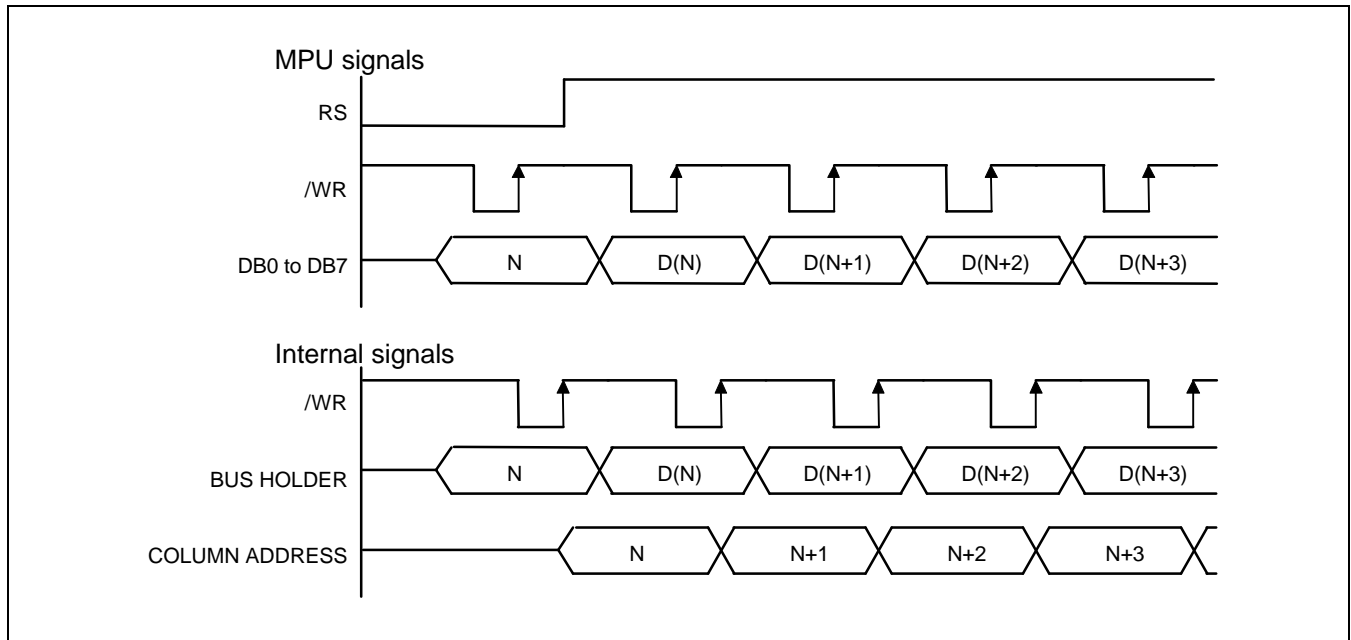 MPU signals
RS
/WR
DB0 to DB7 N D(N) D(N+1) D(N+2) D(N+3)
Internal signals
/WR
BUS HOLDER N D(N) D(N+1) D(N+2) D(N+3)
COLUMN ADDRESS N N+1 N+2 N+3